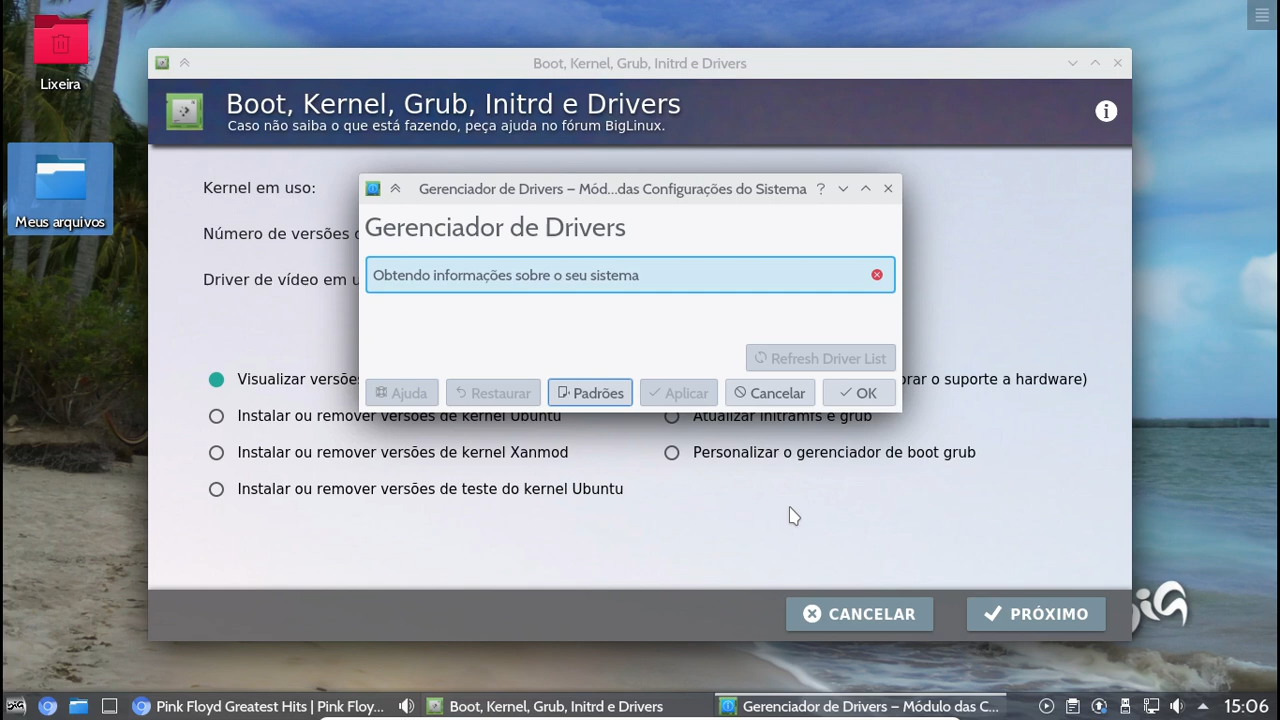 Lixeira
Meus arquivos
Boot, Kernel, Grub, Initrd e Drivers
Boot, Kernel, Grub, Initrd e Drivers
Caso não saiba o que está fazendo, peça ajuda no fórum BigLinux.
Kernel em uso:
Número de versões
Driver de vídeo em
Gerenciador de Drivers – Mód...das Configurações do Sistema
Gerenciador de Drivers
Obtendo informações sobre o seu sistema
Refresh Driver List
Ajuda
Restaurar
Padrões
Aplicar
Cancelar
OK
Visualizar versões
orar o suporte a hardware)
Instalar ou remover versões de kernel Ubuntu
Atualizar initramfs e grub
Instalar ou remover versões de kernel Xanmod
Personalizar o gerenciador de boot grub
Instalar ou remover versões de teste do kernel Ubuntu
CANCELAR
PRÓXIMO
Pink Floyd Greatest Hits | Pink Floy...
Boot, Kernel, Grub, Initrd e Drivers
Gerenciador de Drivers – Módulo das C...
15:06